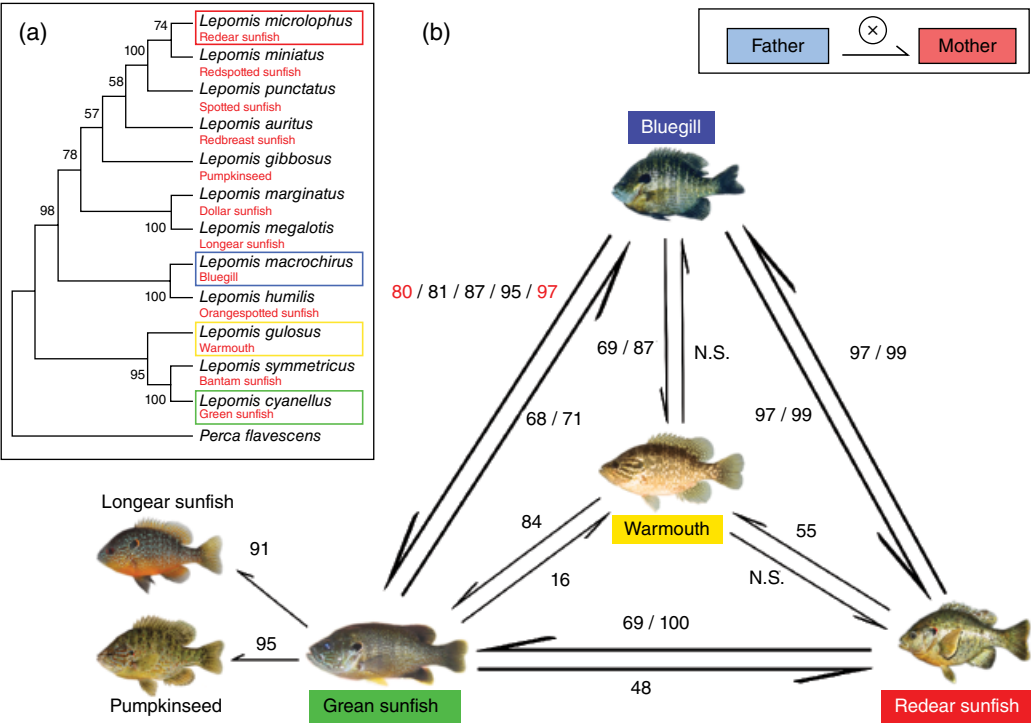 (a)
74
Lepomis microlophus
Redear sunfish
100
Lepomis miniatus
Redspotted sunfish
58
Lepomis punctatus
Spotted sunfish
57
Lepomis auritus
Redbreast sunfish
78
Lepomis gibbosus
Pumpkinseed
98
Lepomis marginatus
Dollar sunfish
100
Lepomis megalotis
Longear sunfish
Lepomis macrochirus
Bluegill
100
Lepomis humilis
Orangespotted sunfish
Lepomis gulosus
Warmouth
95
Lepomis symmetricus
Bantam sunfish
100
Lepomis cyanellus
Green sunfish
Perca flavescens
(b)
Father
×
Mother
Bluegill
80 / 81 / 87 / 95 / 97
69 / 87
N.S.
97 / 99
68 / 71
97 / 99
Warmouth
84
16
55
N.S.
Longear sunfish
91
95
Pumpkinseed
69 / 100
48
Grean sunfish
Redear sunfish